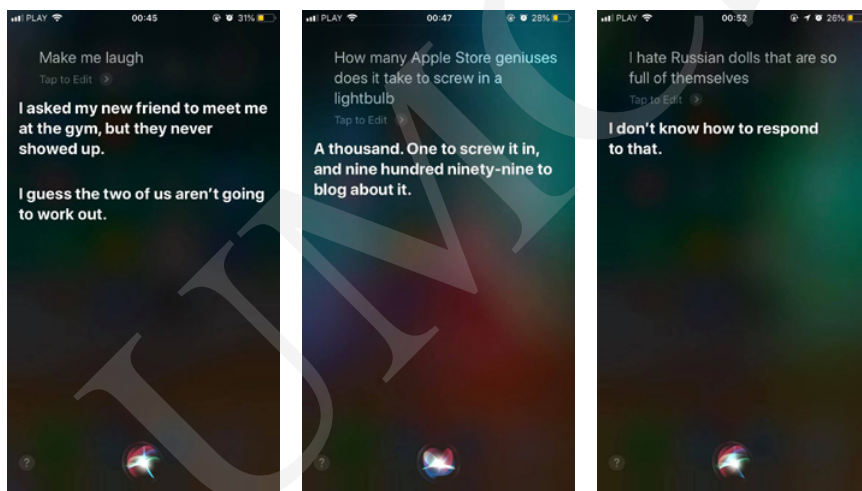 PLAY 00:45 31%
Make me laugh
Tap to Edit
I asked my new friend to meet me
at the gym, but they never
showed up.
I guess the two of us aren't going
to work out.
?
PLAY 00:47 28%
How many Apple Store geniuses
does it take to screw in a
lightbulb
Tap to Edit
A thousand. One to screw it in,
and nine hundred ninety-nine to
blog about it.
?
PLAY 00:52 26%
I hate Russian dolls that are so
full of themselves
Tap to Edit
I don't know how to respond
to that.
?
UMC